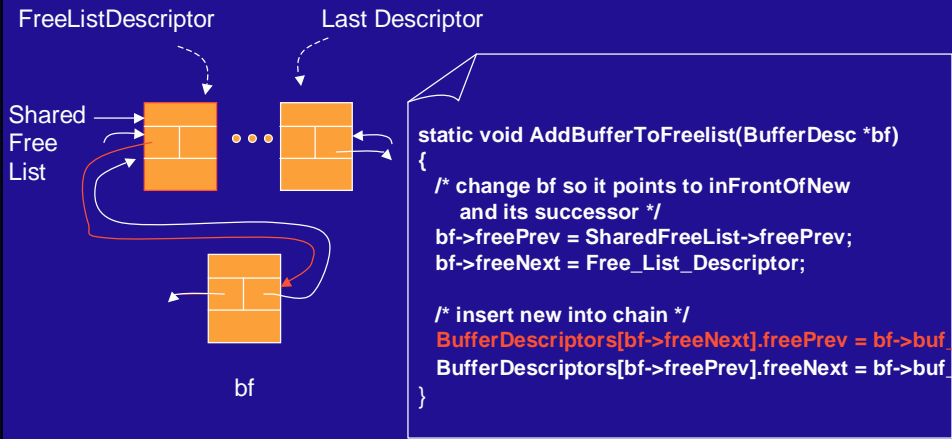 FreeListDescriptor
Last Descriptor
Shared
Free
List
static void AddBufferToFreelist(BufferDesc *bf)
{
/* change bf so it points to inFrontOfNew
and its successor */
bf->freePrev = SharedFreeList->freePrev;
bf->freeNext = Free_List_Descriptor;
/* insert new into chain */
BufferDescriptors[bf->freeNext].freePrev = bf->buf_
BufferDescriptors[bf->freePrev].freeNext = bf->buf_
}
bf